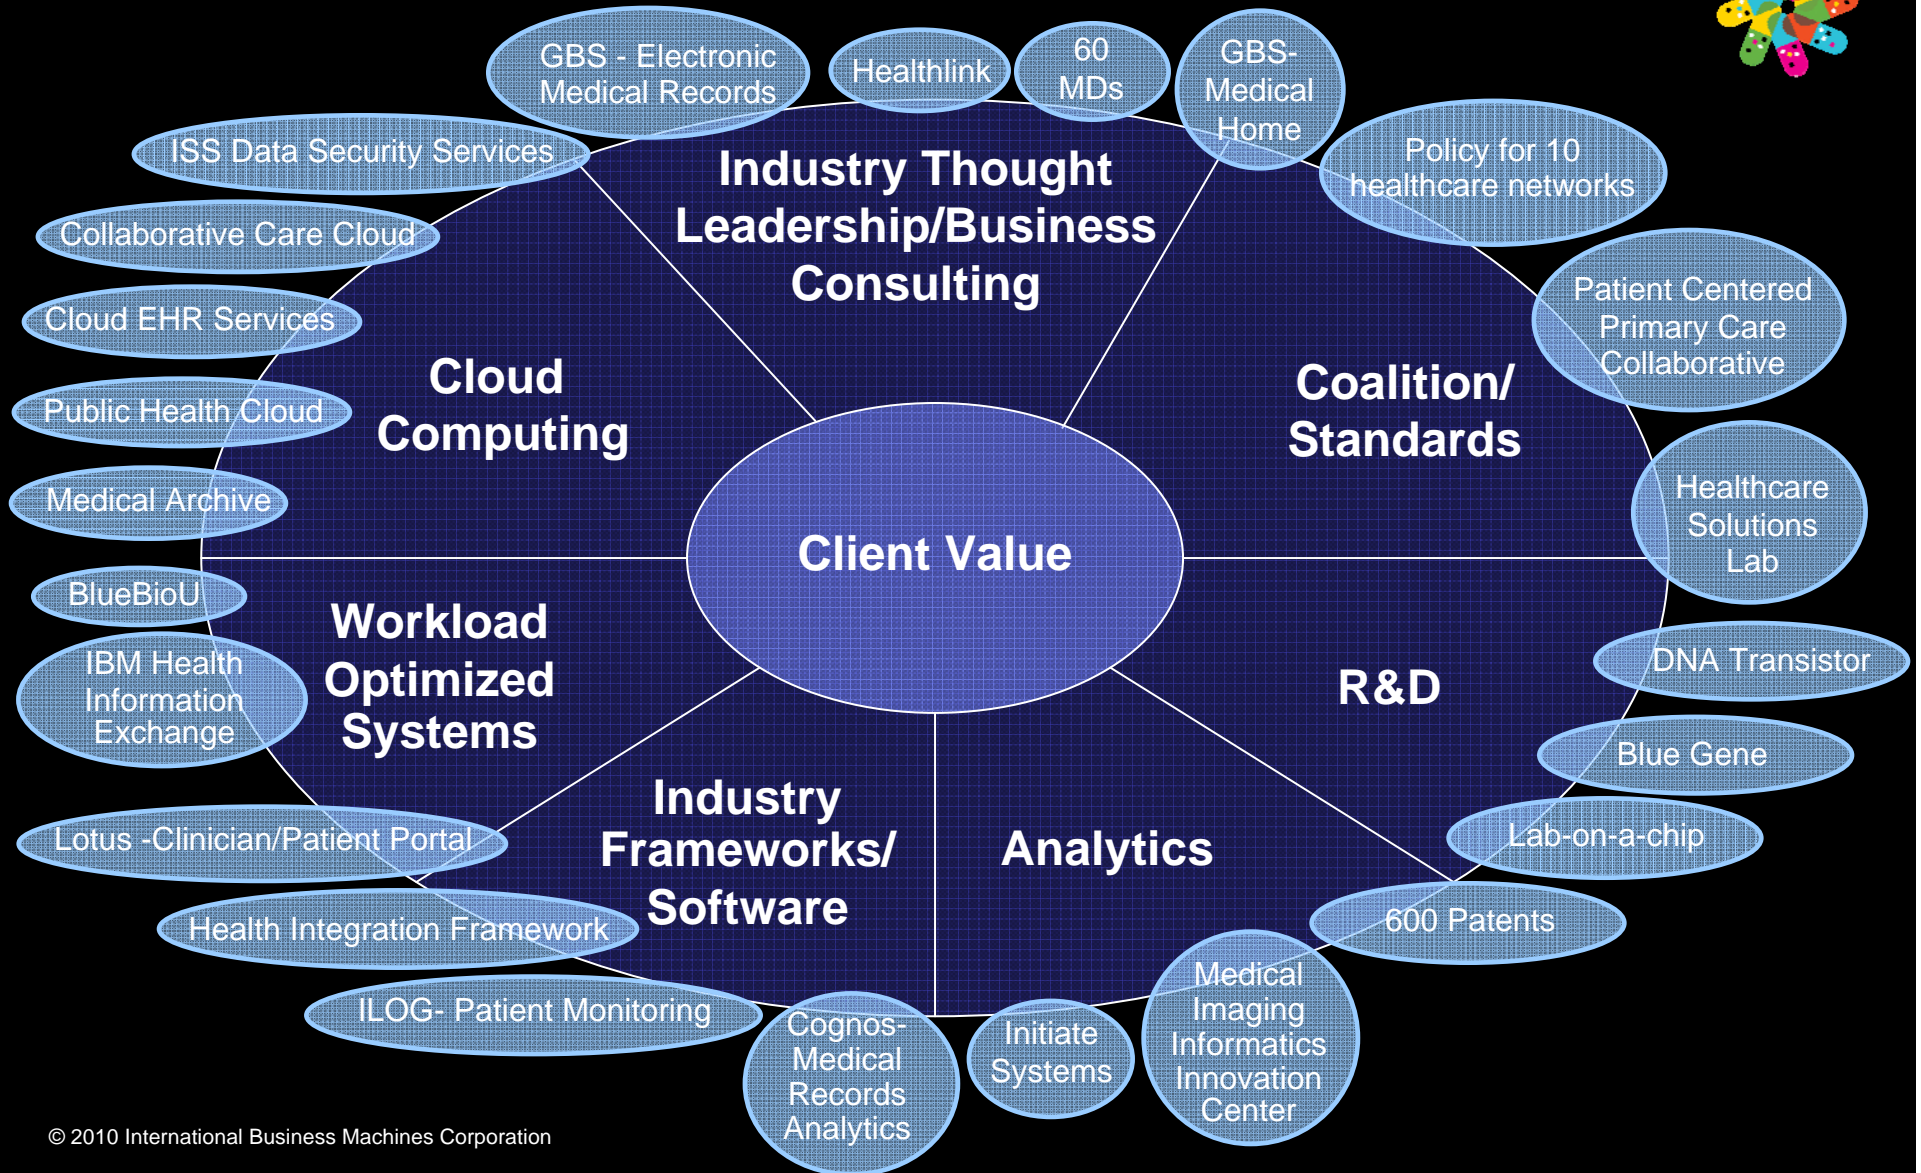 GBS - Electronic
Medical Records
Healthlink
60
MDs
GBS-
Medical
Home
Policy for 10
healthcare networks
Patient Centered
Primary Care
Collaborative
Healthcare
Solutions
Lab
DNA Transistor
Blue Gene
Lab-on-a-chip
600 Patents
Medical
Imaging
Informatics
Innovation
Center
Initiate
Systems
Cognos-
Medical
Records
Analytics
ILOG- Patient Monitoring
Health Integration Framework
Lotus -Clinician/Patient Portal
IBM Health
Information
Exchange
BlueBioU
Medical Archive
Public Health Cloud
Cloud EHR Services
Collaborative Care Cloud
ISS Data Security Services
Industry Thought
Leadership/Business
Consulting
Coalition/
Standards
R&D
Analytics
Industry
Frameworks/
Software
Workload
Optimized
Systems
Cloud
Computing
Client Value
© 2010 International Business Machines Corporation